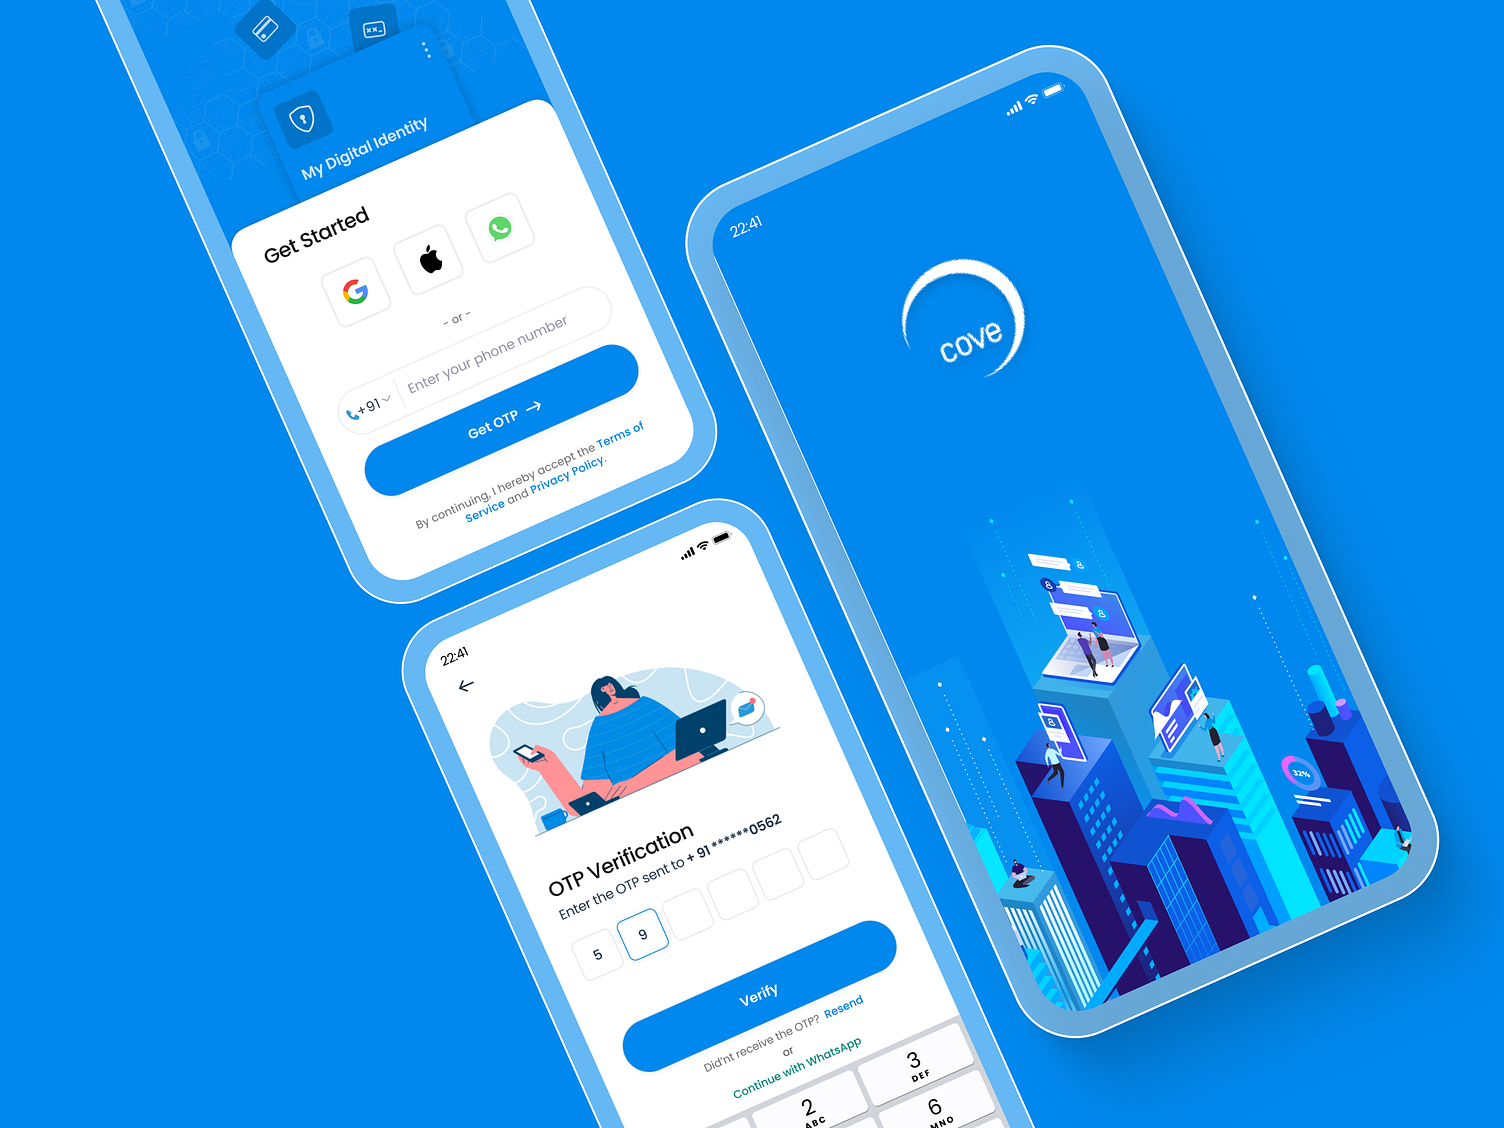 My Digital Identity
Get Started
- or -
+91
Enter your phone number
Get OTP
By continuing, I hereby accept the Terms of
Service and Privacy Policy.
22:41
OTP Verification
Enter the OTP sent to + 91 ******0562
5
9
Verify
Did'nt receive the OTP? Resend
or
Continue with WhatsApp
2
ABC
3
DEF
6
MNO
22:41
cove
32%